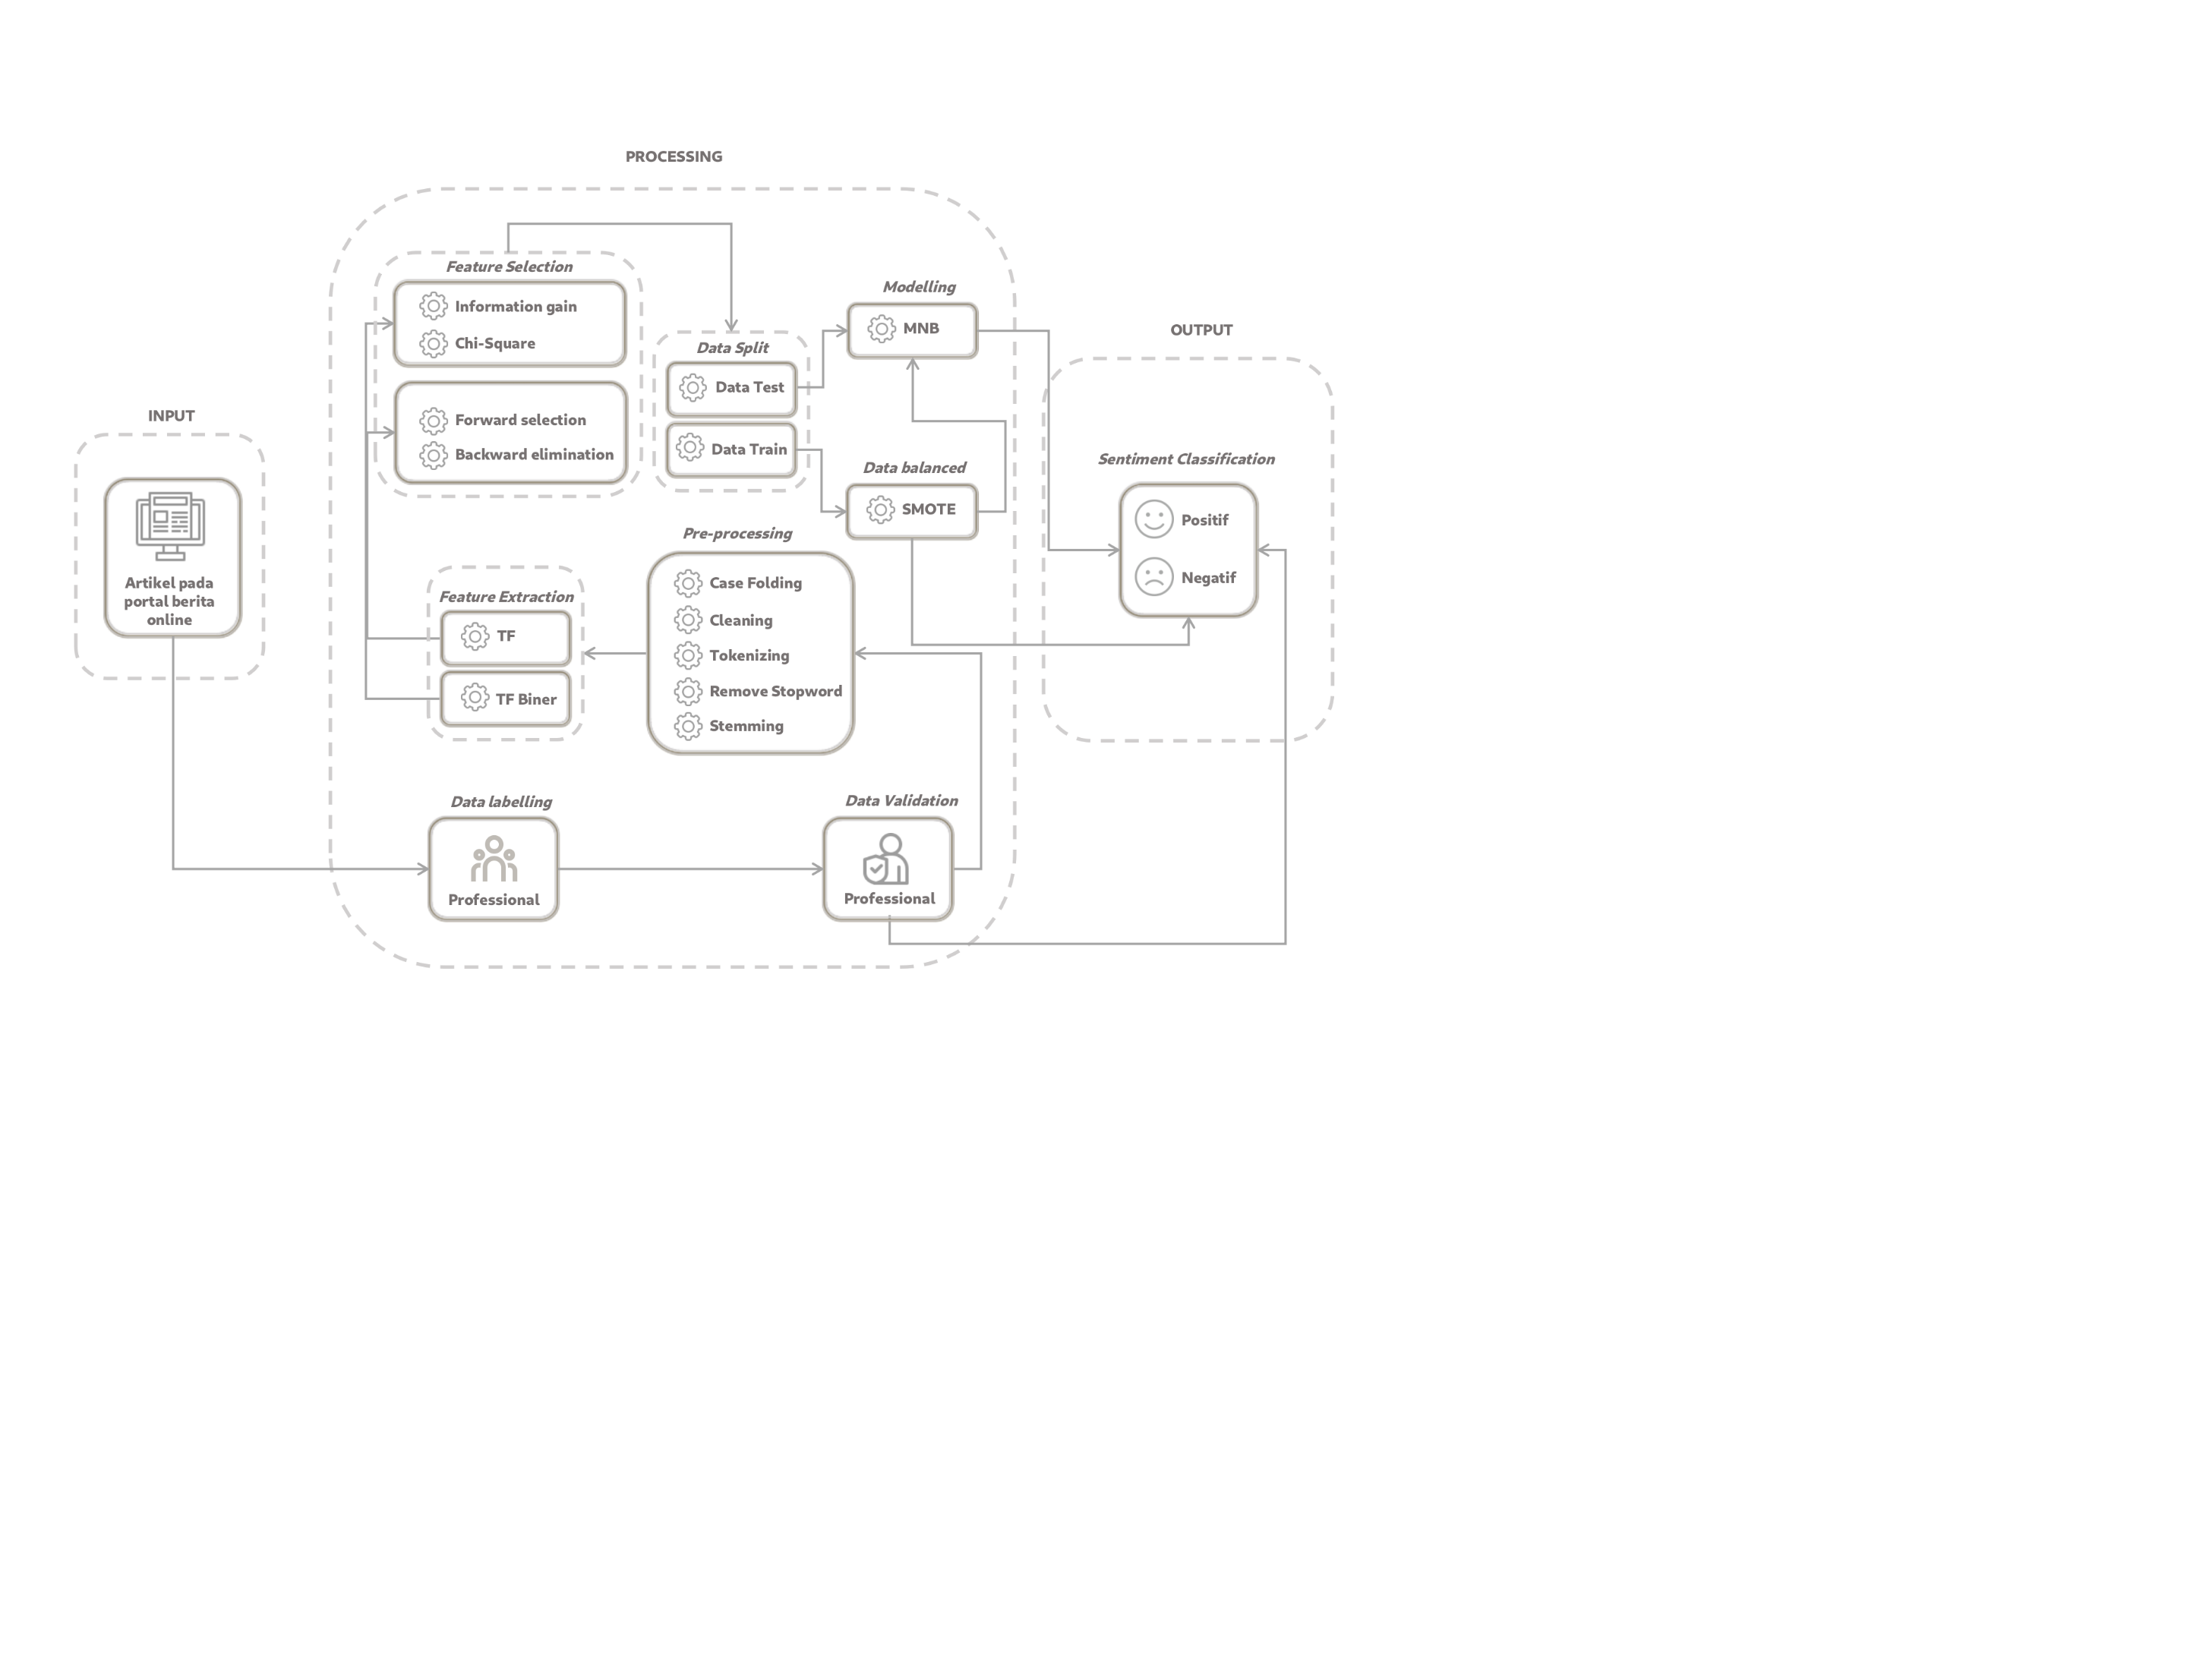 PROCESSING
Feature Selection
Information gain
Chi-Square
Forward selection
Backward elimination
Data Split
Data Test
Data Train
Modelling
MNB
Data balanced
SMOTE
OUTPUT
Sentiment Classification
Positif
Negatif
INPUT
Artikel pada
portal berita
online
Pre-processing
Case Folding
Cleaning
Tokenizing
Remove Stopword
Stemming
Feature Extraction
TF
TF Biner
Data labelling
Professional
Data Validation
Professional